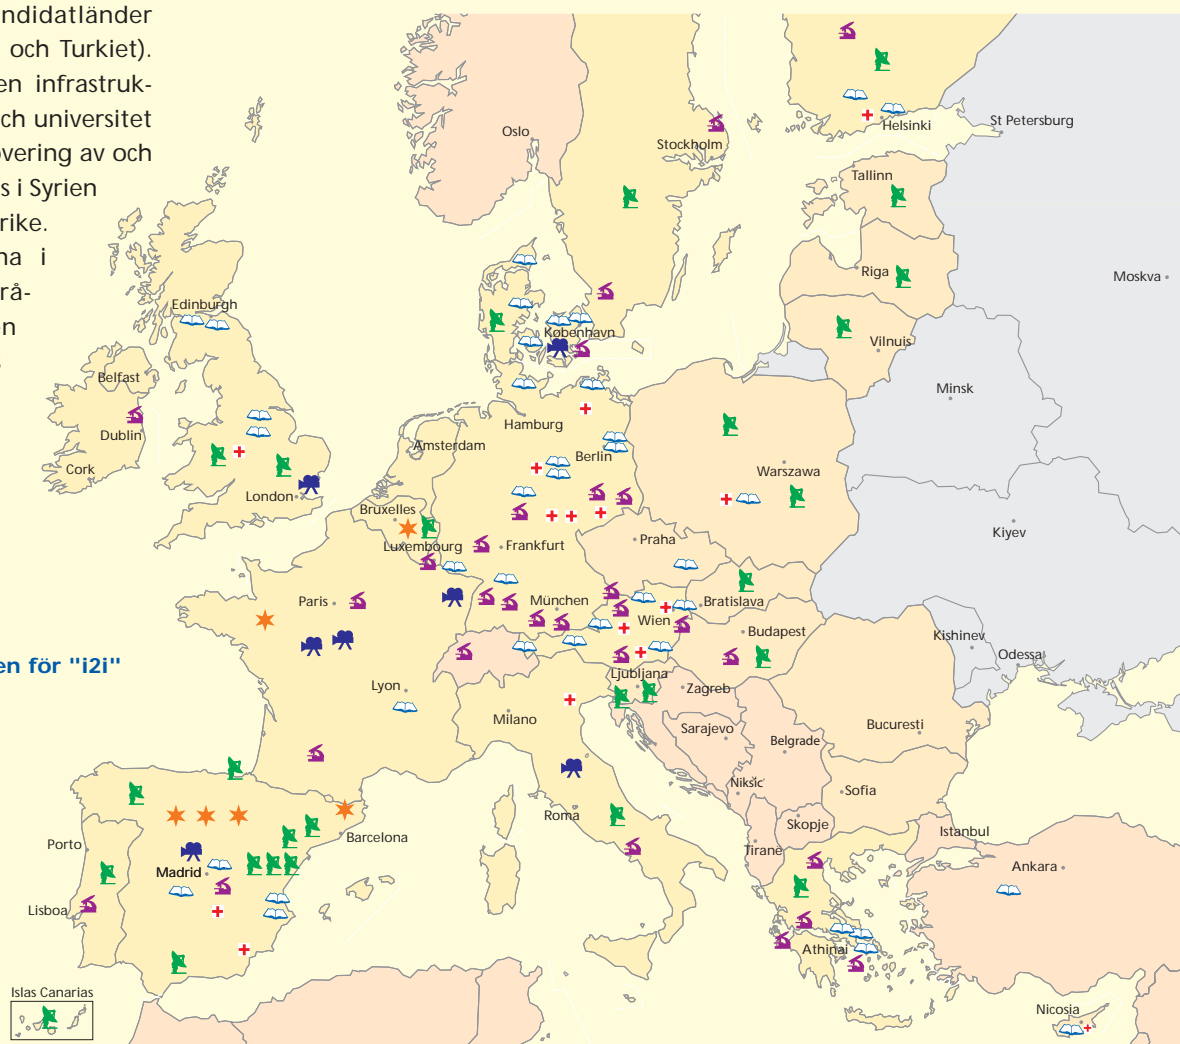 ndidatländer
och Turkiet).
en infrastruk-
ch universitet
overing av och
s i Syrien
rike.
na i
rå-
en
en för "i2i"
Oslo
Stockholm
Helsinki
St Petersburg
Tallinn
Riga
Moskva
Vilnuis
Minsk
Edinburgh
København
Belfast
Dublin
Cork
London
Hamburg
Amsterdam
Berlin
Warszawa
Bruxelles
Luxembourg
Frankfurt
Praha
Kiyev
Paris
München
Wien
Bratislava
Budapest
Kishinev
Odessa
Lyon
Milano
Ljubljana
Zagreb
Sarajevo
Belgrade
Bucuresti
Niksic
Sofia
Roma
Skopje
Tirane
Istanbul
Ankara
Porto
Madrid
Barcelona
Lisboa
Athinai
Islas Canarias
Nicosia